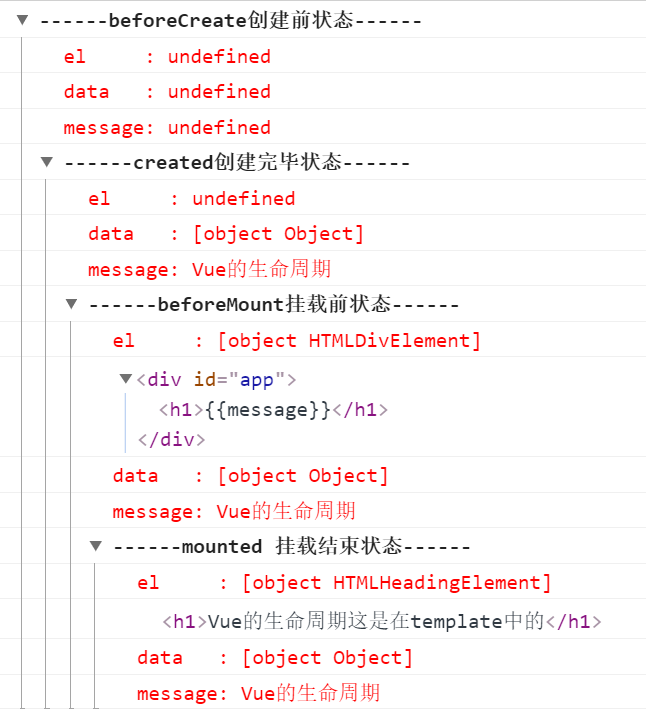 ------beforeCreate创建前状态------
el     : undefined
data   : undefined
message: undefined
------created创建完毕状态------
el     : undefined
data   : [object Object]
message: Vue的生命周期
------beforeMount挂载前状态------
el     : [object HTMLDivElement]
<div id="app">
<h1>{{message}}</h1>
</div>
data   : [object Object]
message: Vue的生命周期
------mounted 挂载结束状态------
el     : [object HTMLHeadingElement]
<h1>Vue的生命周期这是在template中的</h1>
data   : [object Object]
message: Vue的生命周期